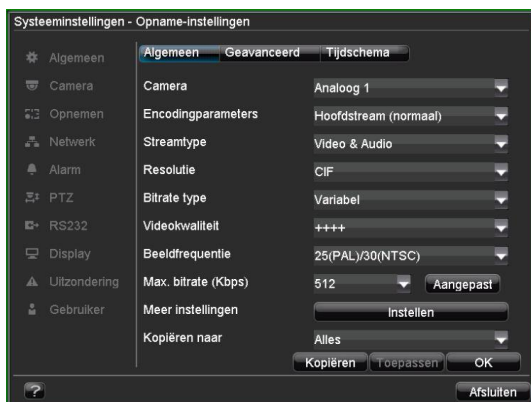 Systeeminstellingen - Opname-instellingen
Algemeen
Camera
Opnemen
Netwerk
Alarm
PTZ
RS232
Display
Uitzondering
Gebruiker
Algemeen Geavanceerd Tijdschema
Camera Analoog 1
Encodingparameters Hoofdstream (normaal)
Streamtype Video & Audio
Resolutie CIF
Bitrate type Variabel
Videokwaliteit ++++
Beeldfrequentie 25(PAL)/30(NTSC)
Max. bitrate (Kbps) 512 Aangepast
Meer instellingen Instellen
Kopiëren naar Alles
Kopiëren Toepassen OK
? Afsluiten